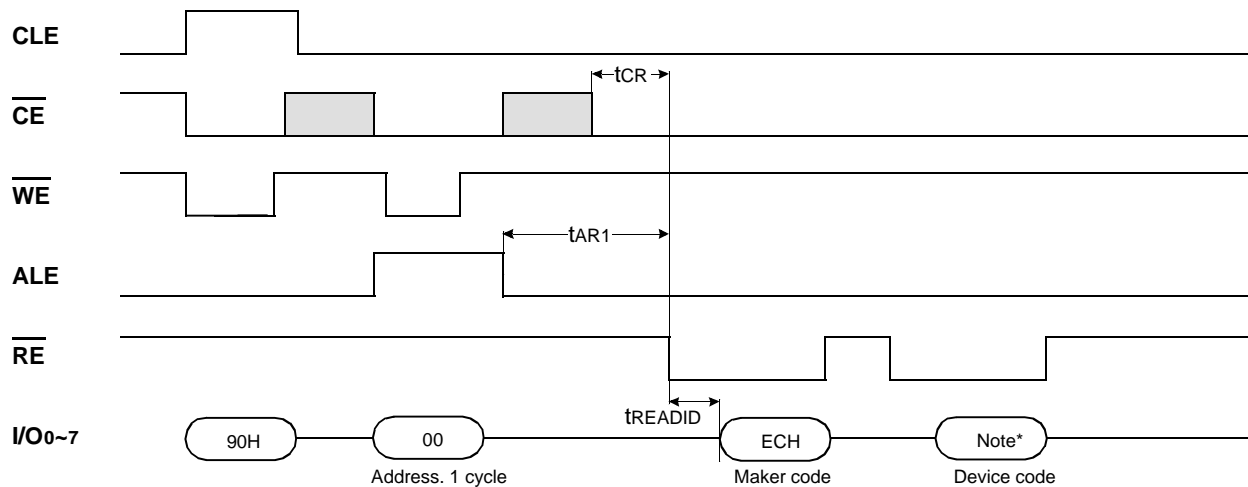 CLE
tCR
CE
WE
tAR1
ALE
RE
tREADID
I/O0~7
90H
00
ECH
Note*
Address. 1 cycle
Maker code
Device code